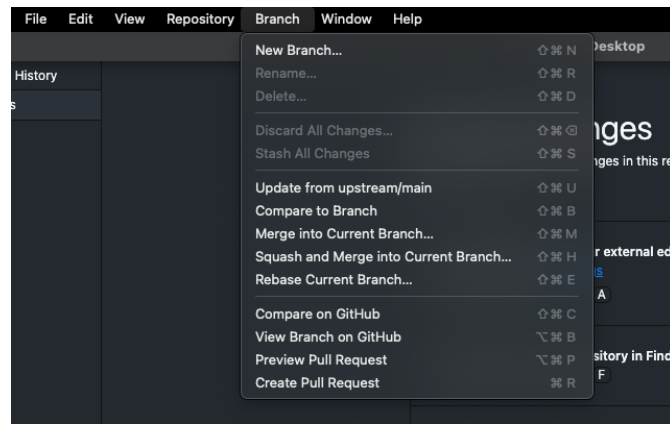 File Edit View Repository Branch Window Help
Desktop
History
s
New Branch... ⇧⌘ N
Rename... ⇧⌘ R
Delete... ⇧⌘ D
Discard All Changes... ⇧⌘⌫
Stash All Changes ⇧⌘ S
Update from upstream/main ⇧⌘ U
Compare to Branch ⇧⌘ B
Merge into Current Branch... ⇧⌘ M
Squash and Merge into Current Branch... ⇧⌘ H
Rebase Current Branch... ⇧⌘ E
Compare on GitHub ⇧⌘ C
View Branch on GitHub ⌥⌘ B
Preview Pull Request ⌥⌘ P
Create Pull Request ⌘ R
nges
nges in this re
r external ed
ns
A
sitory in Find
F